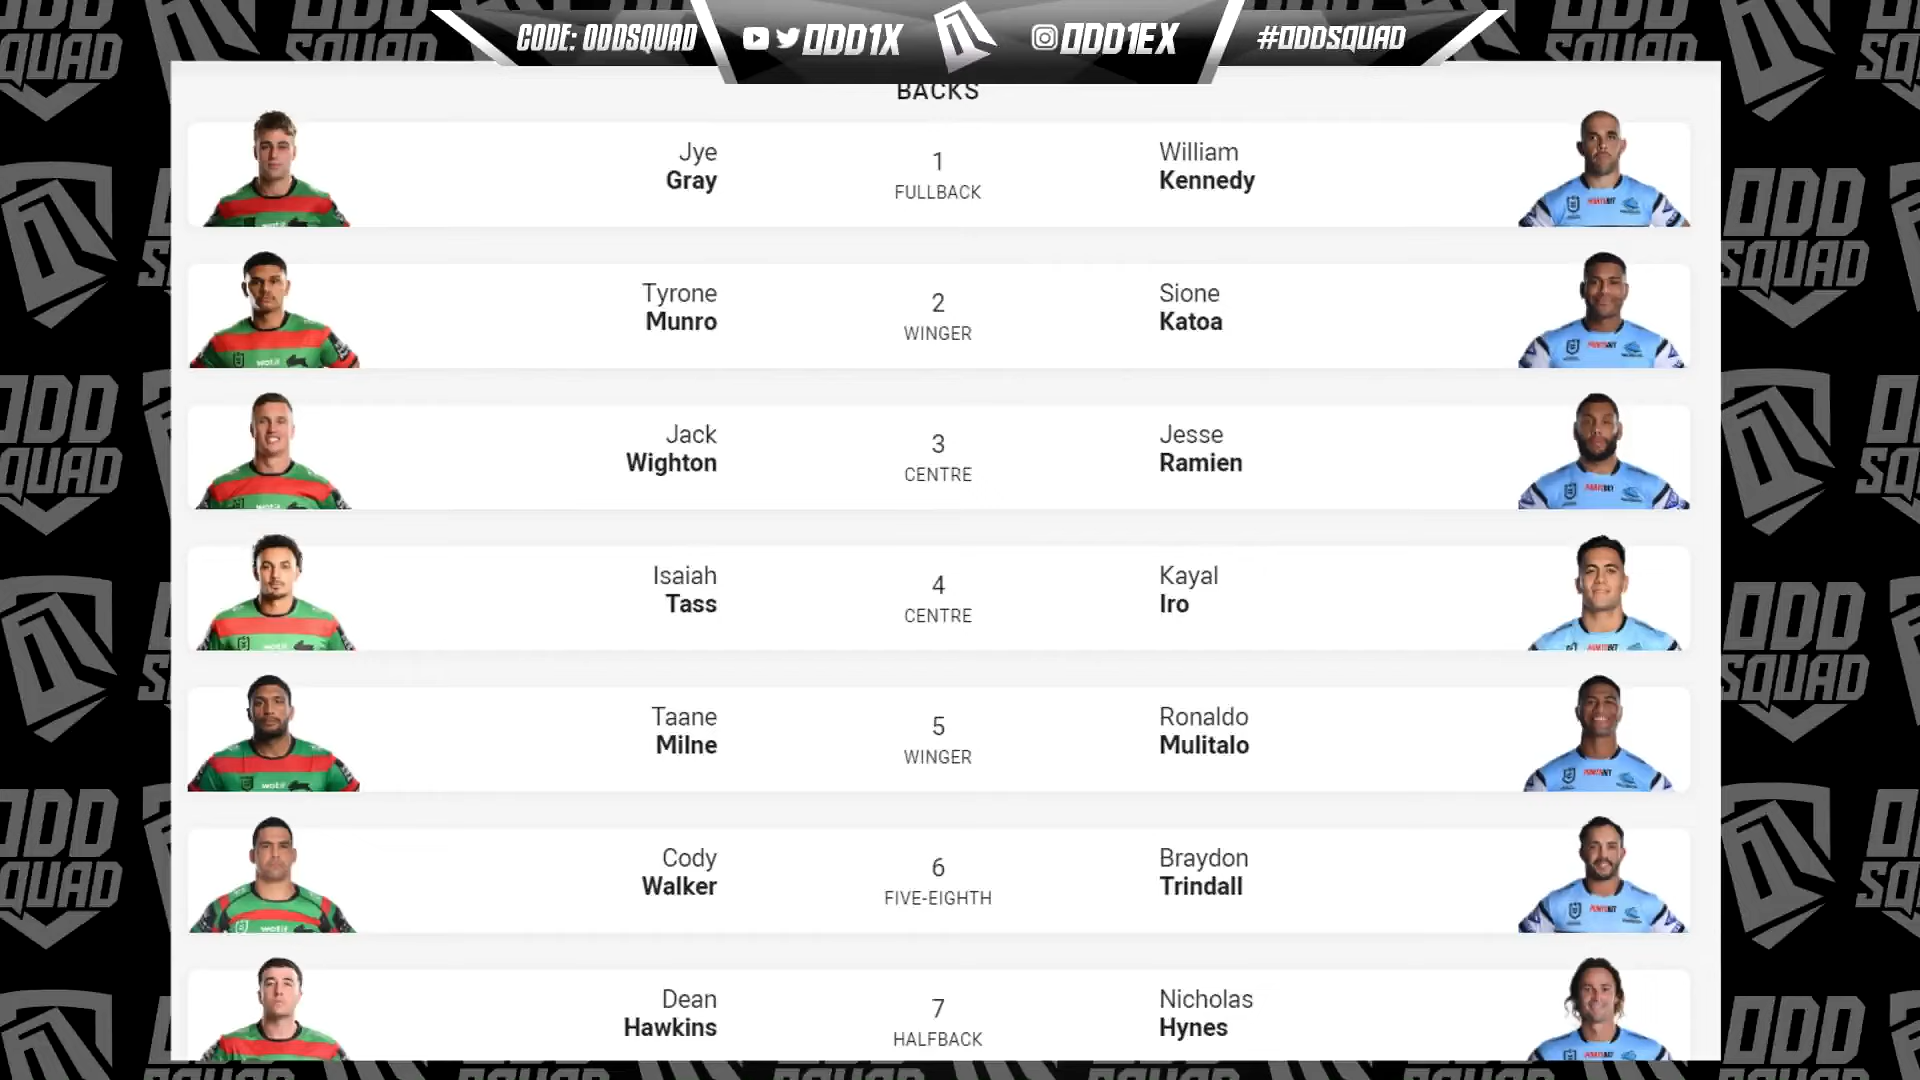 CODE: ODDSQUAD
ODD1X
ODD1EX
#ODDSQUAD
BACKS
Jye
Gray
1
FULLBACK
William
Kennedy
Tyrone
Munro
2
WINGER
Sione
Katoa
Jack
Wighton
3
CENTRE
Jesse
Ramien
Isaiah
Tass
4
CENTRE
Kayal
Iro
Taane
Milne
5
WINGER
Ronaldo
Mulitalo
Cody
Walker
6
FIVE-EIGHTH
Braydon
Trindall
Dean
Hawkins
7
HALFBACK
Nicholas
Hynes
ODD
SQUAD